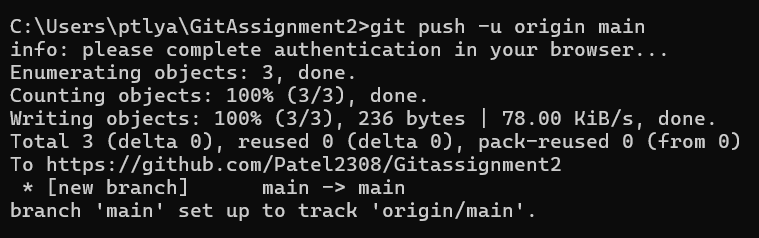 C:\Users\ptlya\GitAssignment2>git push -u origin main
info: please complete authentication in your browser...
Enumerating objects: 3, done.
Counting objects: 100% (3/3), done.
Writing objects: 100% (3/3), 236 bytes | 78.00 KiB/s, done.
Total 3 (delta 0), reused 0 (delta 0), pack-reused 0 (from 0)
To https://github.com/Patel2308/Gitassignment2
 * [new branch]      main -> main
branch 'main' set up to track 'origin/main'.